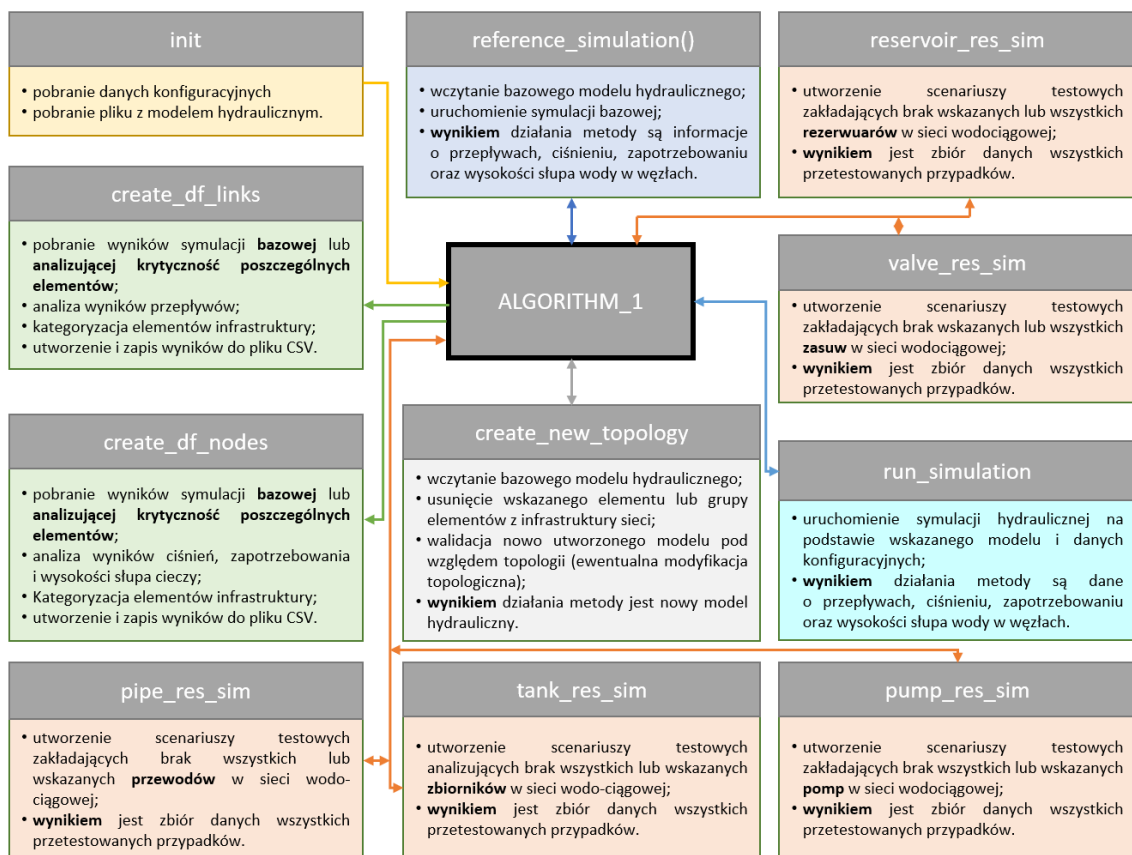 init
• pobranie danych konfiguracyjnych
• pobranie pliku z modelem hydraulicznym.
reference_simulation()
• wczytanie bazowego modelu hydraulicznego;
• uruchomienie symulacji bazowej;
• wynikiem działania metody są informacje
o przepływach, ciśnieniu, zapotrzebowaniu
oraz wysokości słupa wody w węzłach.
reservoir_res_sim
• utworzenie scenariuszy testowych
zakładających brak wskazanych lub wszystkich
rezerwuarów w sieci wodociągowej;
• wynikiem jest zbiór danych wszystkich
przetestowanych przypadków.
create_df_links
• pobranie wyników symulacji bazowej lub
analizującej krytyczność poszczególnych
elementów;
• analiza wyników przepływów;
• kategoryzacja elementów infrastruktury;
• utworzenie i zapis wyników do pliku CSV.
ALGORITHM_1
valve_res_sim
• utworzenie scenariuszy testowych
zakładających brak wskazanych lub wszystkich
zasuw w sieci wodociągowej;
• wynikiem jest zbiór danych wszystkich
przetestowanych przypadków.
create_df_nodes
• pobranie wyników symulacji bazowej lub
analizującej krytyczność poszczególnych
elementów;
• analiza wyników ciśnień, zapotrzebowania
i wysokości słupa cieczy;
• Kategoryzacja elementów infrastruktury;
• utworzenie i zapis wyników do pliku CSV.
create_new_topology
• wczytanie bazowego modelu hydraulicznego;
• usunięcie wskazanego elementu lub grupy
elementów z infrastruktury sieci;
• walidacja nowo utworzonego modelu pod
względem topologii (ewentualna modyfikacja
topologiczna);
• wynikiem działania metody jest nowy model
hydrauliczny.
run_simulation
• uruchomienie symulacji hydraulicznej na
podstawie wskazanego modelu i danych
konfiguracyjnych;
• wynikiem działania metody są dane
o przepływach, ciśnieniu, zapotrzebowaniu
oraz wysokości słupa wody w węzłach.
pipe_res_sim
• utworzenie scenariuszy testowych
zakładających brak wszystkich lub
wskazanych przewodów w sieci wodo-
ciągowej;
• wynikiem jest zbiór danych wszystkich
przetestowanych przypadków.
tank_res_sim
• utworzenie scenariuszy testowych
analizujących brak wszystkich lub wskazanych
zbiorników w sieci wodo-ciągowej;
• wynikiem jest zbiór danych wszystkich
przetestowanych przypadków.
pump_res_sim
• utworzenie scenariuszy testowych
zakładających brak wszystkich lub wskazanych
pomp w sieci wodociągowej;
• wynikiem jest zbiór danych wszystkich
przetestowanych przypadków.